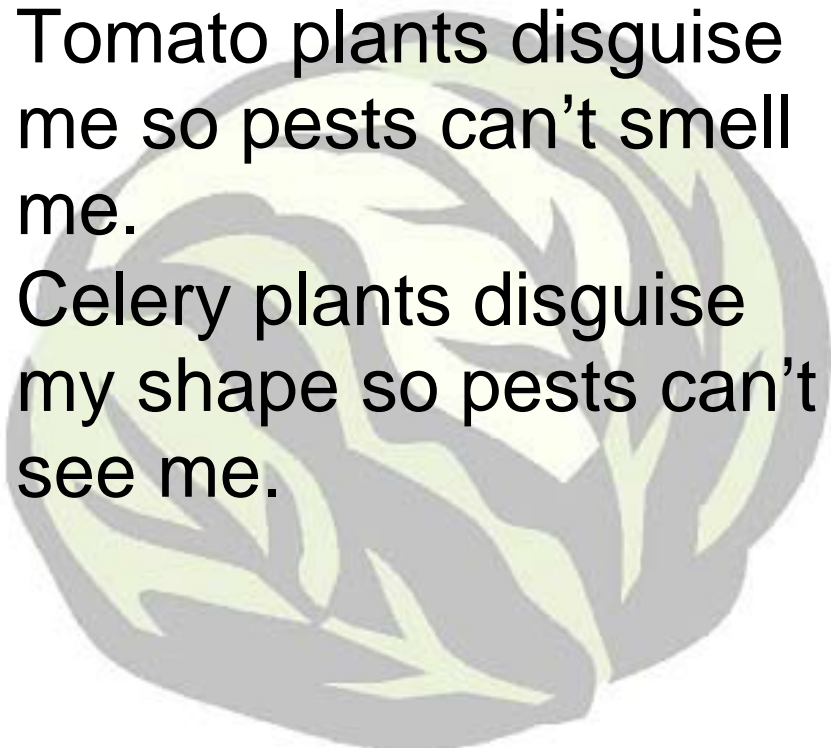 Tomato plants disguise
me so pests can’t smell
me.
Celery plants disguise
my shape so pests can’t
see me.